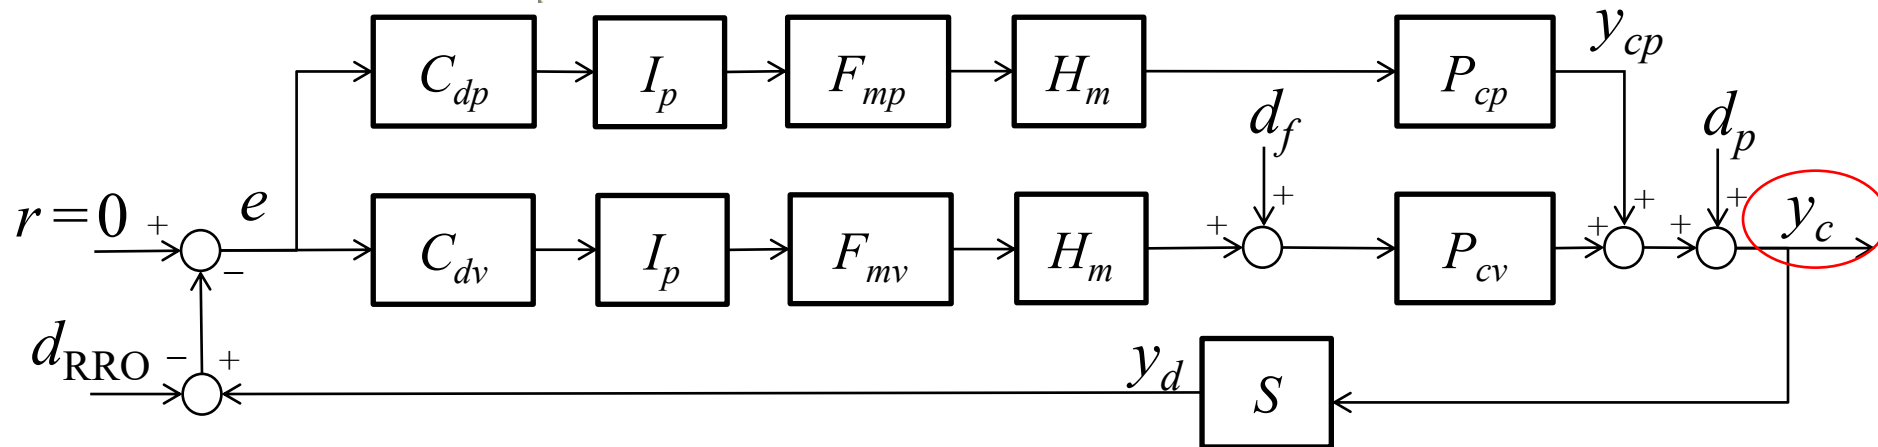 C_dp I_p F_mp H_m P_cp y_cp
d_f d_p
r = 0 + e C_dv I_p F_mv H_m + + P_cv + + + + y_c
−
d_RRO − + y_d S